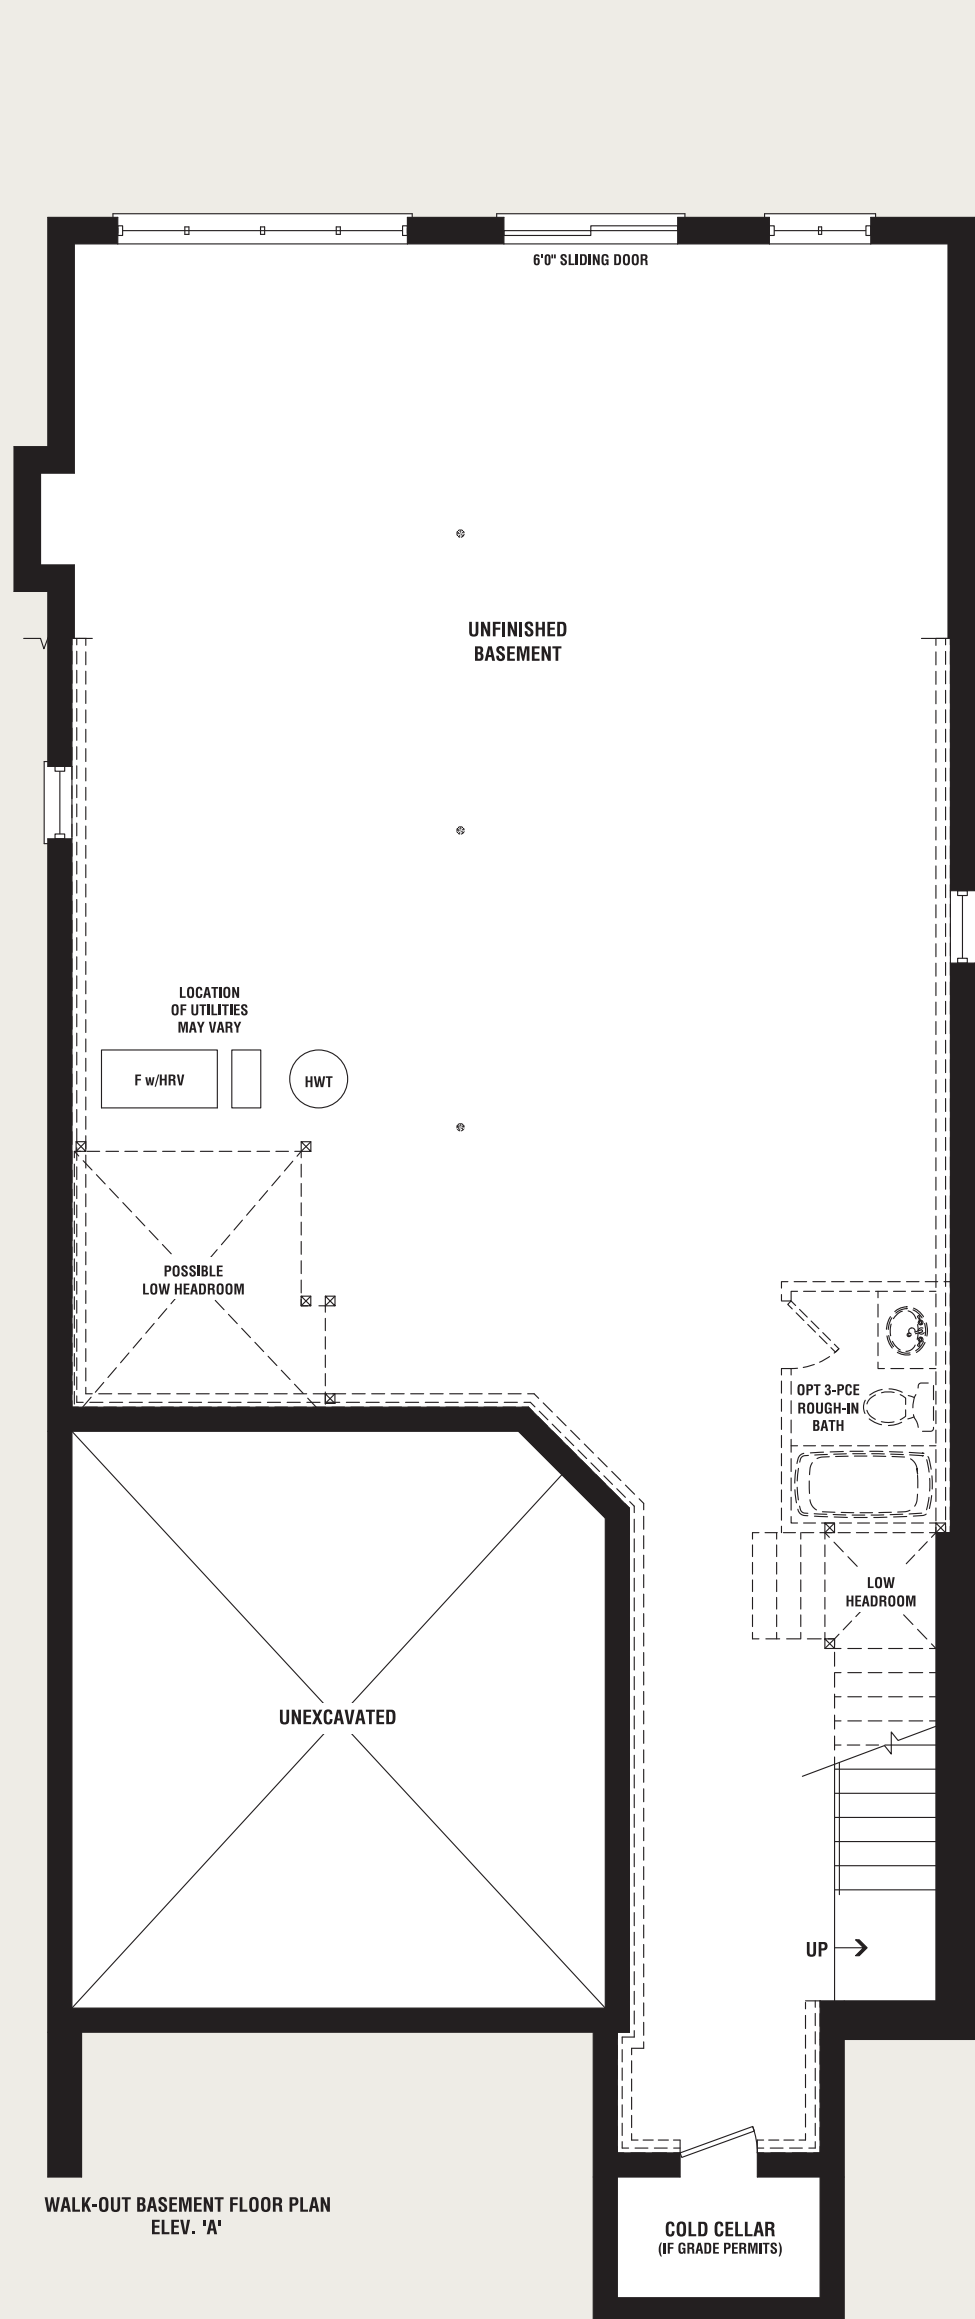 6'0" SLIDING DOOR
UNFINISHED
BASEMENT
LOCATION
OF UTILITIES
MAY VARY
F w/HRV
HWT
POSSIBLE
LOW HEADROOM
OPT 3-PCE
ROUGH-IN
BATH
LOW
HEADROOM
UNEXCAVATED
UP
WALK-OUT BASEMENT FLOOR PLAN
ELEV. 'A'
COLD CELLAR
(IF GRADE PERMITS)